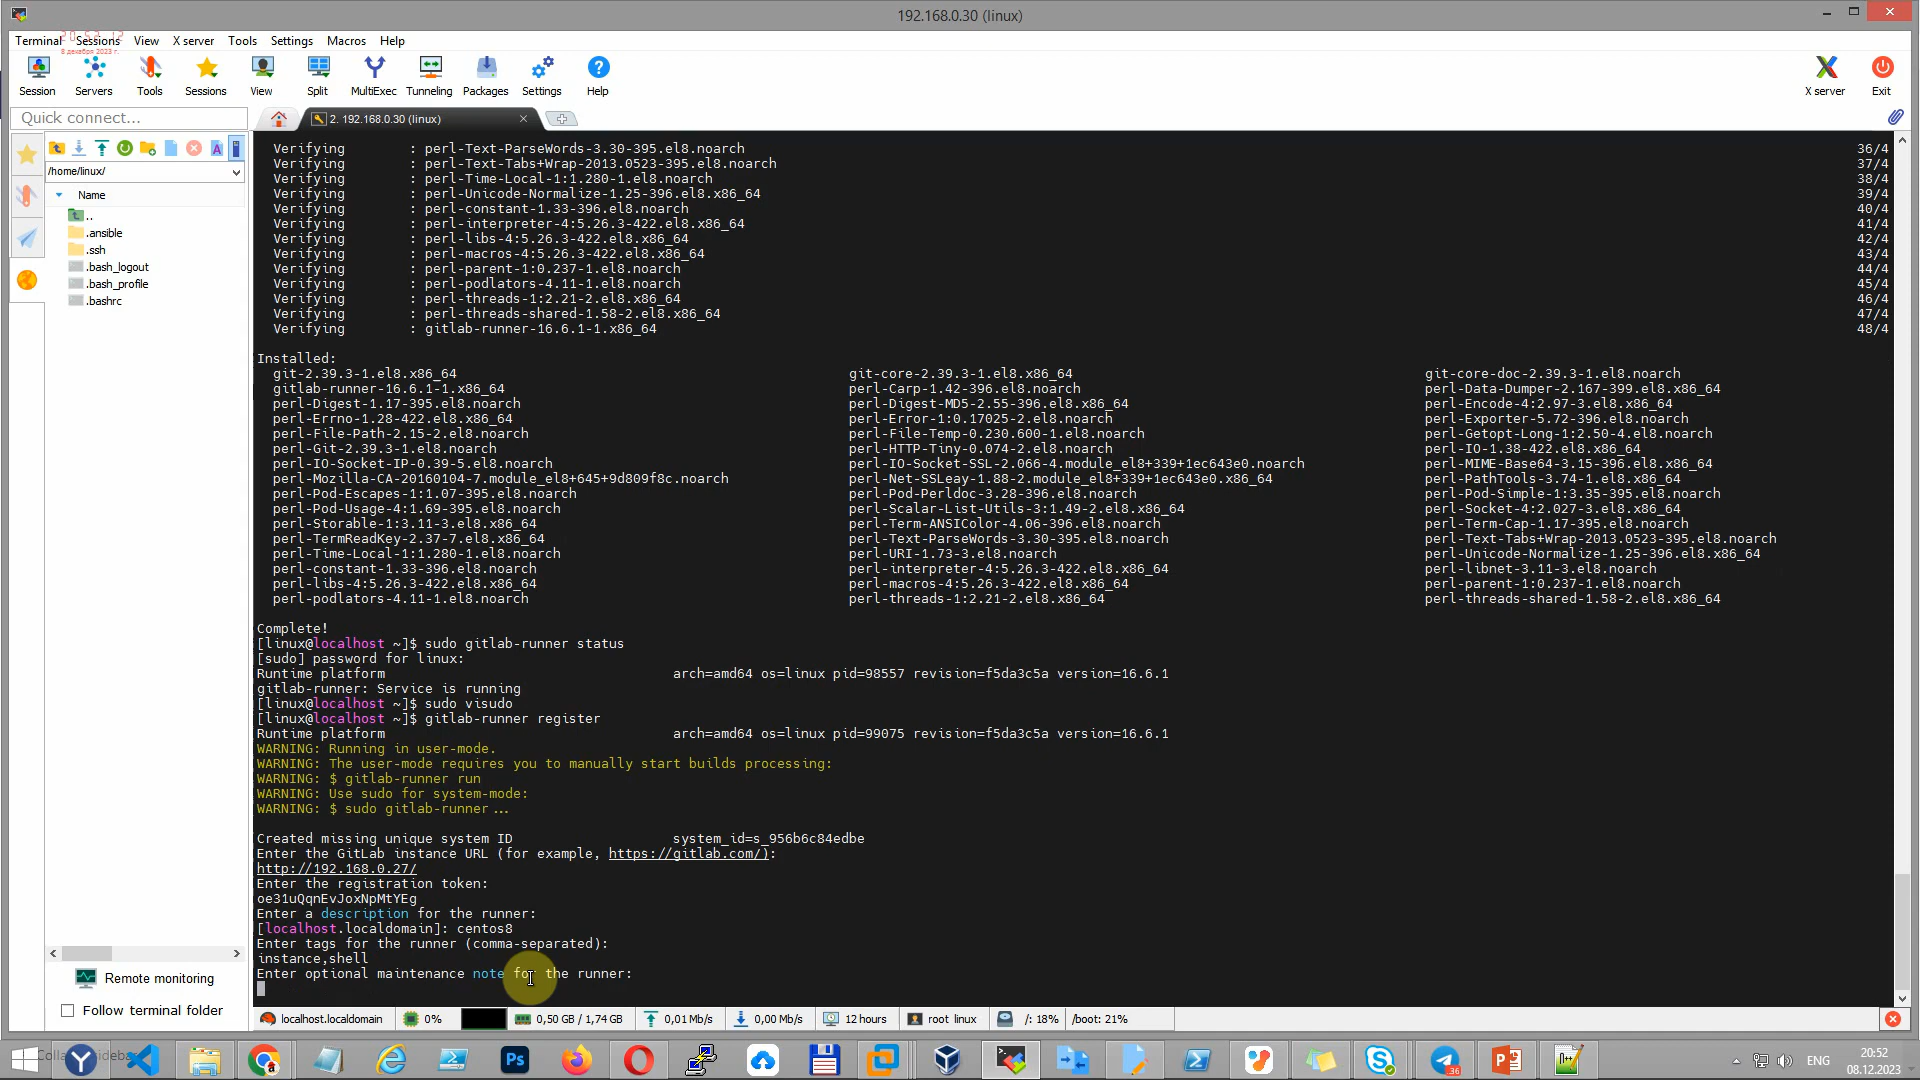 192.168.0.30 (linux)
Terminal Sessions View X server Tools Settings Macros Help
8 декабря 2023 г.
Session Servers Tools Sessions View Split MultiExec Tunneling Packages Settings Help X server Exit
Quick connect...
2. 192.168.0.30 (linux)
/home/linux/
Name
..
.ansible
.ssh
.bash_logout
.bash_profile
.bashrc
Remote monitoring
Follow terminal folder
Verifying : perl-Text-ParseWords-3.30-395.el8.noarch 36/4
Verifying : perl-Text-Tabs+Wrap-2013.0523-395.el8.noarch 37/4
Verifying : perl-Time-Local-1:1.280-1.el8.noarch 38/4
Verifying : perl-Unicode-Normalize-1.25-396.el8.x86_64 39/4
Verifying : perl-constant-1.33-396.el8.noarch 40/4
Verifying : perl-interpreter-4:5.26.3-422.el8.x86_64 41/4
Verifying : perl-libs-4:5.26.3-422.el8.x86_64 42/4
Verifying : perl-macros-4:5.26.3-422.el8.x86_64 43/4
Verifying : perl-parent-1:0.237-1.el8.noarch 44/4
Verifying : perl-podlators-4.11-1.el8.noarch 45/4
Verifying : perl-threads-1:2.21-2.el8.x86_64 46/4
Verifying : perl-threads-shared-1.58-2.el8.x86_64 47/4
Verifying : gitlab-runner-16.6.1-1.x86_64 48/4
Installed:
git-2.39.3-1.el8.x86_64 git-core-2.39.3-1.el8.x86_64 git-core-doc-2.39.3-1.el8.noarch
gitlab-runner-16.6.1-1.x86_64 perl-Carp-1.42-396.el8.noarch perl-Data-Dumper-2.167-399.el8.x86_64
perl-Digest-1.17-395.el8.noarch perl-Digest-MD5-2.55-396.el8.x86_64 perl-Encode-4:2.97-3.el8.x86_64
perl-Errno-1.28-422.el8.x86_64 perl-Error-1:0.17025-2.el8.noarch perl-Exporter-5.72-396.el8.noarch
perl-File-Path-2.15-2.el8.noarch perl-File-Temp-0.230.600-1.el8.noarch perl-Getopt-Long-1:2.50-4.el8.noarch
perl-Git-2.39.3-1.el8.noarch perl-HTTP-Tiny-0.074-2.el8.noarch perl-IO-1.38-422.el8.x86_64
perl-IO-Socket-IP-0.39-5.el8.noarch perl-IO-Socket-SSL-2.066-4.module_el8+339+1ec643e0.noarch perl-MIME-Base64-3.15-396.el8.x86_64
perl-Mozilla-CA-20160104-7.module_el8+645+9d809f8c.noarch perl-Net-SSLeay-1.88-2.module_el8+339+1ec643e0.x86_64 perl-PathTools-3.74-1.el8.x86_64
perl-Pod-Escapes-1:1.07-395.el8.noarch perl-Pod-Perldoc-3.28-396.el8.noarch perl-Pod-Simple-1:3.35-395.el8.noarch
perl-Pod-Usage-4:1.69-395.el8.noarch perl-Scalar-List-Utils-3:1.49-2.el8.x86_64 perl-Socket-4:2.027-3.el8.x86_64
perl-Storable-1:3.11-3.el8.x86_64 perl-Term-ANSIColor-4.06-396.el8.noarch perl-Term-Cap-1.17-395.el8.noarch
perl-TermReadKey-2.37-7.el8.x86_64 perl-Text-ParseWords-3.30-395.el8.noarch perl-Text-Tabs+Wrap-2013.0523-395.el8.noarch
perl-Time-Local-1:1.280-1.el8.noarch perl-URI-1.73-3.el8.noarch perl-Unicode-Normalize-1.25-396.el8.x86_64
perl-constant-1.33-396.el8.noarch perl-interpreter-4:5.26.3-422.el8.x86_64 perl-libnet-3.11-3.el8.noarch
perl-libs-4:5.26.3-422.el8.x86_64 perl-macros-4:5.26.3-422.el8.x86_64 perl-parent-1:0.237-1.el8.noarch
perl-podlators-4.11-1.el8.noarch perl-threads-1:2.21-2.el8.x86_64 perl-threads-shared-1.58-2.el8.x86_64
Complete!
[linux@localhost ~]$ sudo gitlab-runner status
[sudo] password for linux:
Runtime platform arch=amd64 os=linux pid=98557 revision=f5da3c5a version=16.6.1
gitlab-runner: Service is running
[linux@localhost ~]$ sudo visudo
[linux@localhost ~]$ gitlab-runner register
Runtime platform arch=amd64 os=linux pid=99075 revision=f5da3c5a version=16.6.1
WARNING: Running in user-mode.
WARNING: The user-mode requires you to manually start builds processing:
WARNING: $ gitlab-runner run
WARNING: Use sudo for system-mode:
WARNING: $ sudo gitlab-runner...
Created missing unique system ID system_id=s_956b6c84edbe
Enter the GitLab instance URL (for example, https://gitlab.com/):
http://192.168.0.27/
Enter the registration token:
oe31uQqnEvJoxNpMtYEg
Enter a description for the runner:
[localhost.localdomain]: centos8
Enter tags for the runner (comma-separated):
instance,shell
Enter optional maintenance note for the runner:
localhost.localdomain 0% 0,50 GB / 1,74 GB 0,01 Mb/s 0,00 Mb/s 12 hours root linux /: 18% /boot: 21%
ENG 20:52
08.12.2023
Ps
36